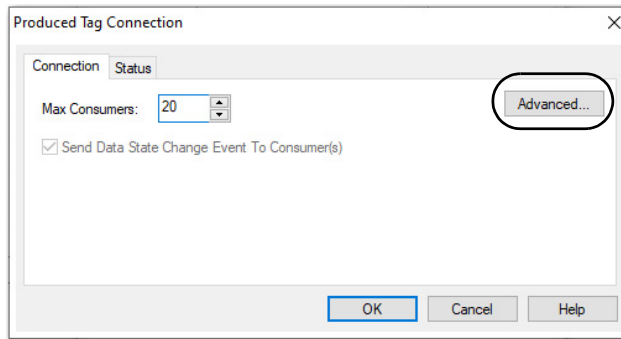 Produced Tag Connection
Connection Status
Max Consumers: 20 Advanced...
Send Data State Change Event To Consumer(s)
OK Cancel Help